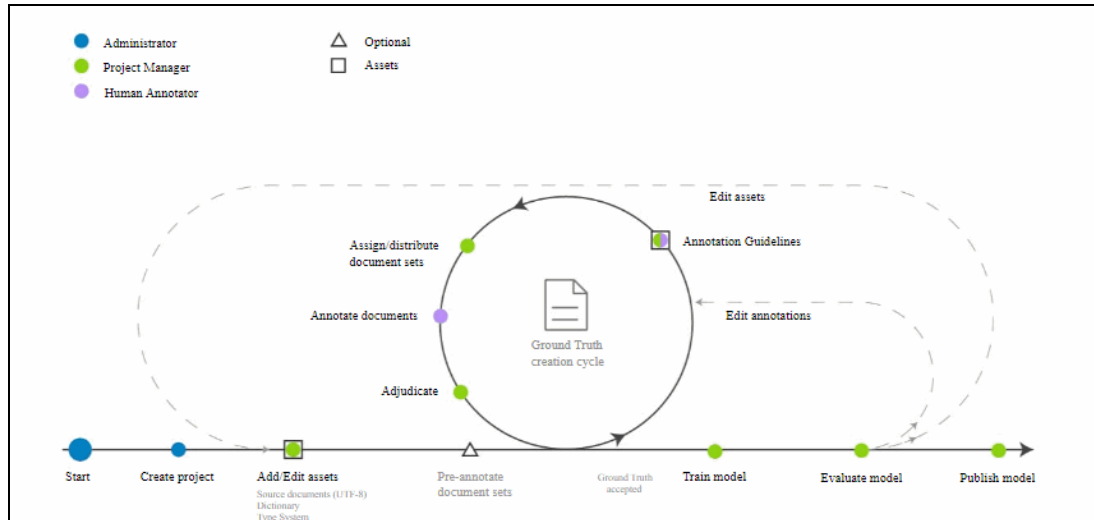 Administrator
Optional
Project Manager
Assets
Human Annotator
Edit assets
Assign/distribute
document sets
Annotation Guidelines
Annotate documents
Edit annotations
Ground Truth
creation cycle
Adjudicate
Start
Create project
Add/Edit assets
Source documents (UTF-8)
Dictionary
Type System
Pre-annotate
document sets
Ground Truth
accepted
Train model
Evaluate model
Publish model